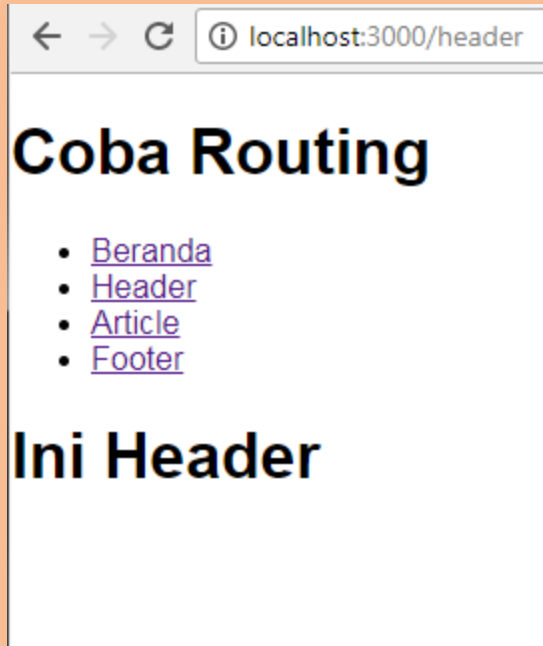 localhost:3000/header
Coba Routing
Beranda
Header
Article
Footer
Ini Header